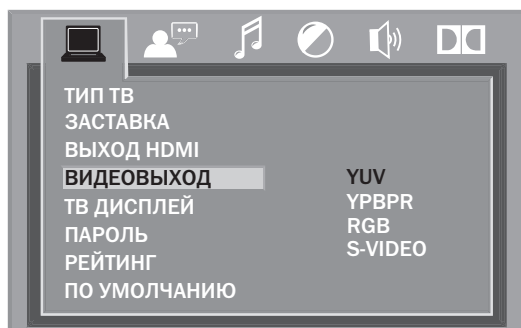 ТИП ТВ
ЗАСТАВКА
ВЫХОД HDMI
ВИДЕОВЫХОД
ТВ ДИСПЛЕЙ
ПАРОЛЬ
РЕЙТИНГ
ПО УМОЛЧАНИЮ
YUV
YPBPR
RGB
S-VIDEO